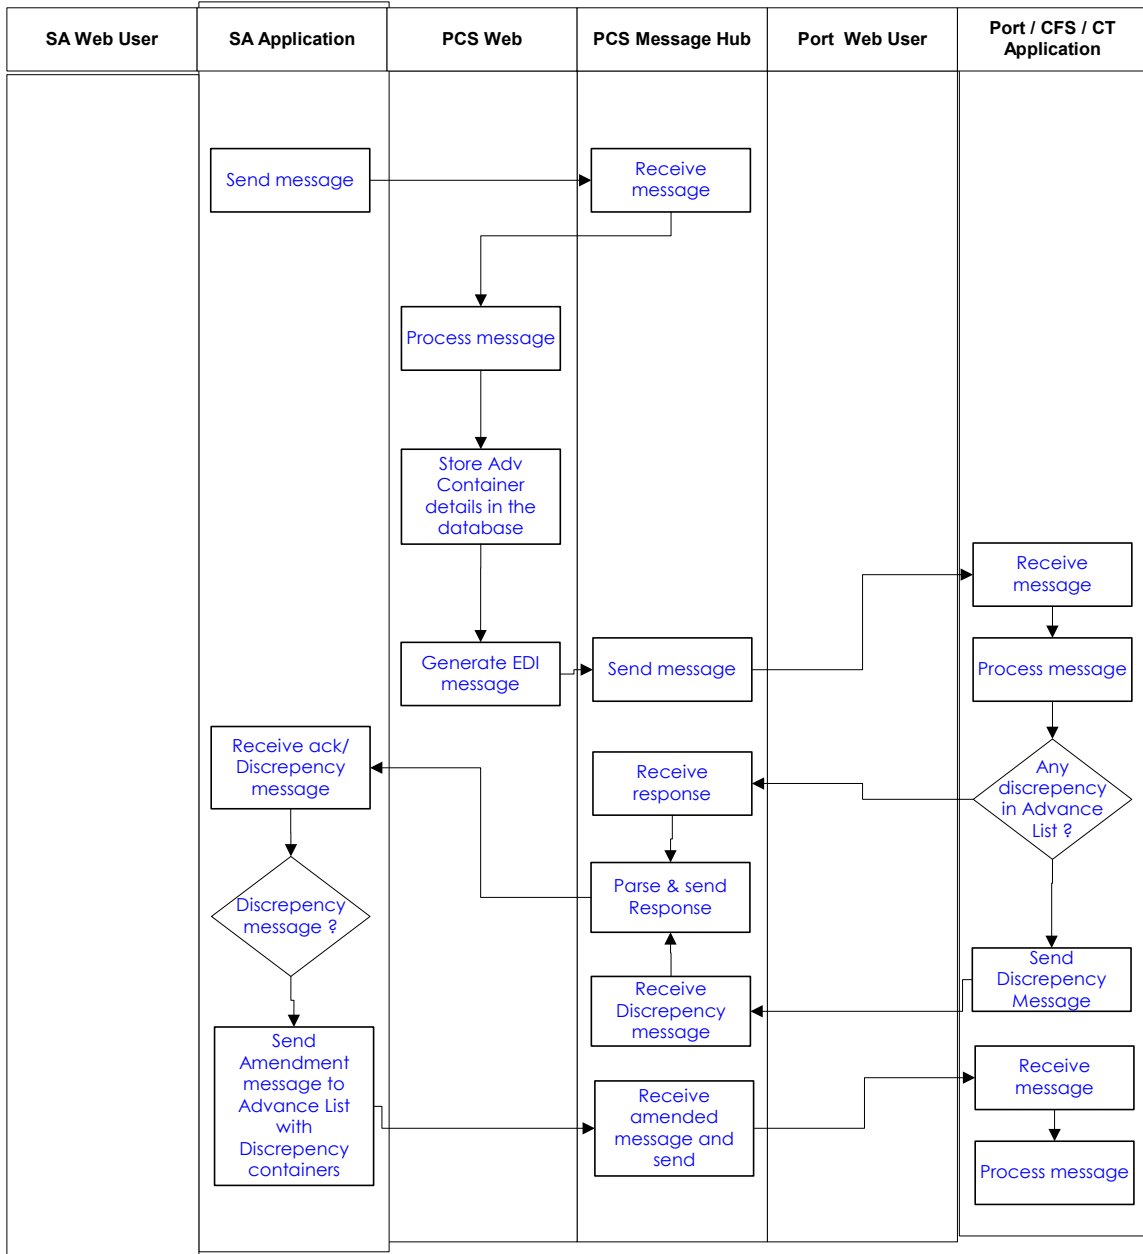 SA Web User
SA Application
PCS Web
PCS Message Hub
Port  Web User
Port / CFS / CT
Application
Send message
Receive
message
Process message
Store Adv
Container
details in the
database
Receive
message
Generate EDI
message
Send message
Process message
Receive ack/
Discrepency
message
Receive
response
Any
discrepency
in Advance
List ?
Discrepency
message ?
Parse & send
Response
Send
Discrepency
Message
Receive
Discrepency
message
Send
Amendment
message to
Advance List
with
Discrepency
containers
Receive
amended
message and
send
Receive
message
Process message